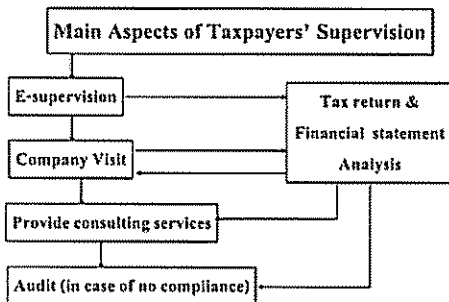 Main Aspects of Taxpayers' Supervision
E-supervision
Tax return &
Financial statement
Analysis
Company Visit
Provide consulting services
Audit (in case of no compliance)